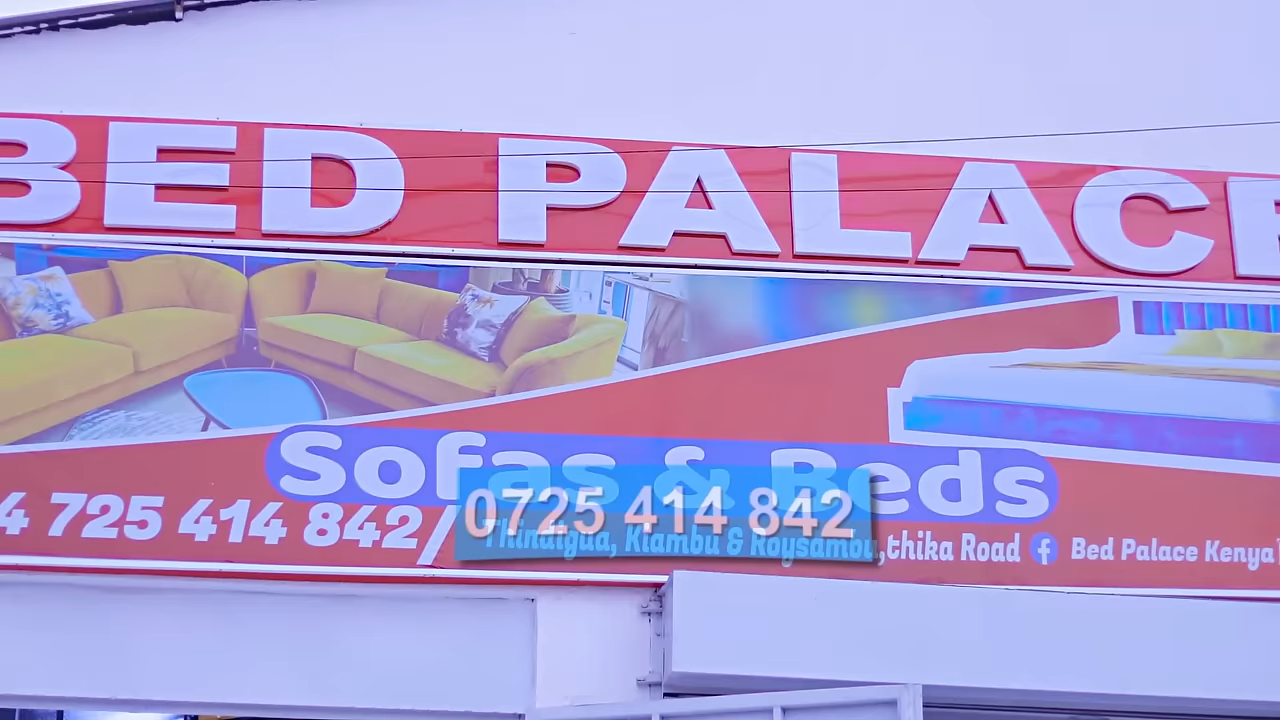 BED PALACE
Sofas & Beds
4 725 414 842/
0725 414 842
Thindigua, Kiambu & Roysambu,thika Road
Bed Palace Kenya